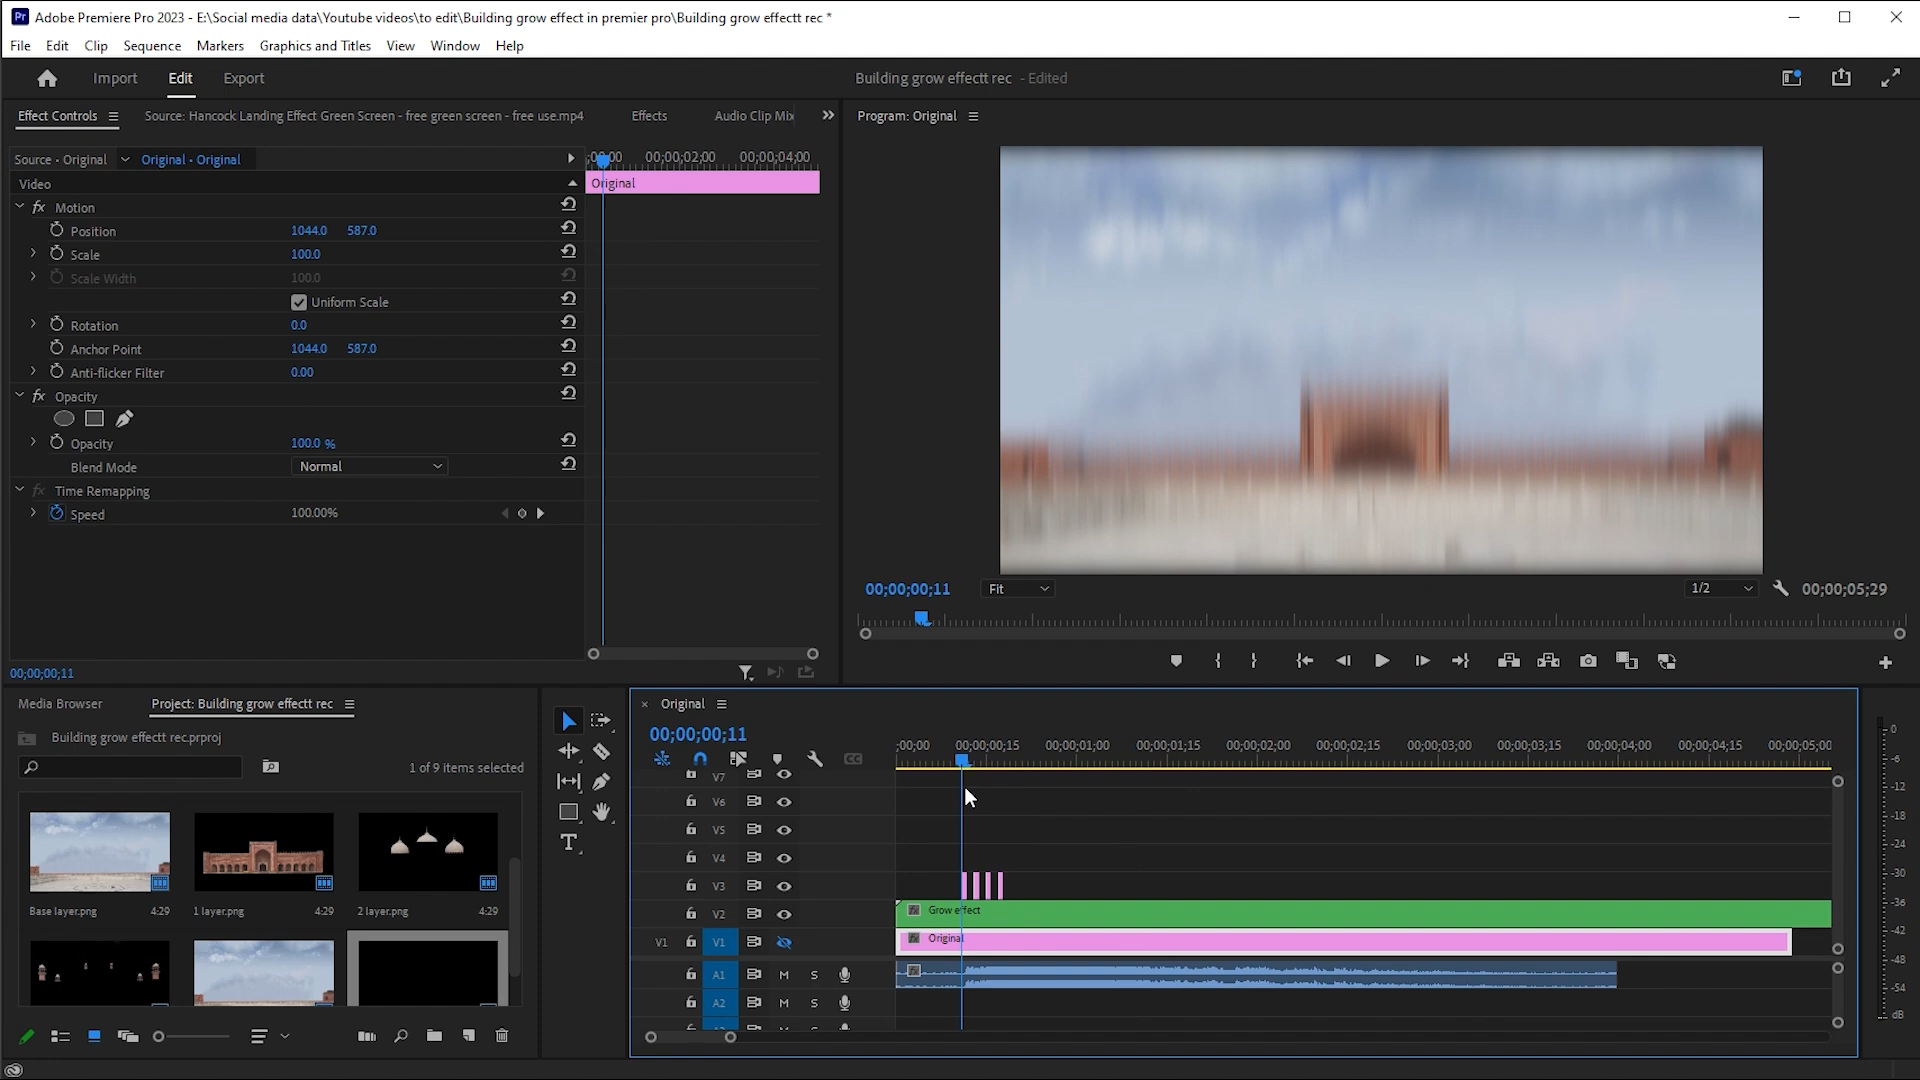 Pr Adobe Premiere Pro 2023 - E:\Social media data\Youtube videos\to edit\Building grow effect in premier pro\Building grow effectt rec *
File Edit Clip Sequence Markers Graphics and Titles View Window Help
Import Edit Export Building grow effectt rec - Edited
Effect Controls Source: Hancock Landing Effect Green Screen - free green screen - free use.mp4 Effects Audio Clip Mix
Program: Original
Source - Original Original - Original
;00;00 00;00;02;00 00;00;04;00
Video
Original
fx Motion
Position 1044.0 587.0
Scale 100.0
Scale Width 100.0
Uniform Scale
Rotation 0.0
Anchor Point 1044.0 587.0
Anti-flicker Filter 0.00
fx Opacity
Opacity 100.0 %
Blend Mode Normal
fx Time Remapping
Speed 100.00%
00;00;00;11
00;00;00;11 Fit 1/2 00;00;05;29
Media Browser Project: Building grow effectt rec
Building grow effectt rec.prproj
1 of 9 items selected
Base layer.png 4:29
1 layer.png 4:29
2 layer.png 4:29
T
× Original
00;00;00;11
CC
;00;00 00;00;00;15 00;00;01;00 00;00;01;15 00;00;02;00 00;00;02;15 00;00;03;00 00;00;03;15 00;00;04;00 00;00;04;15 00;00;05;00
V7
V6
V5
V4
V3
V2 fx Grow effect
V1 V1 fx Original
A1 M S fx
A2 M S
0
-6
-12
-18
-24
-30
-36
-42
-48
-54
dB